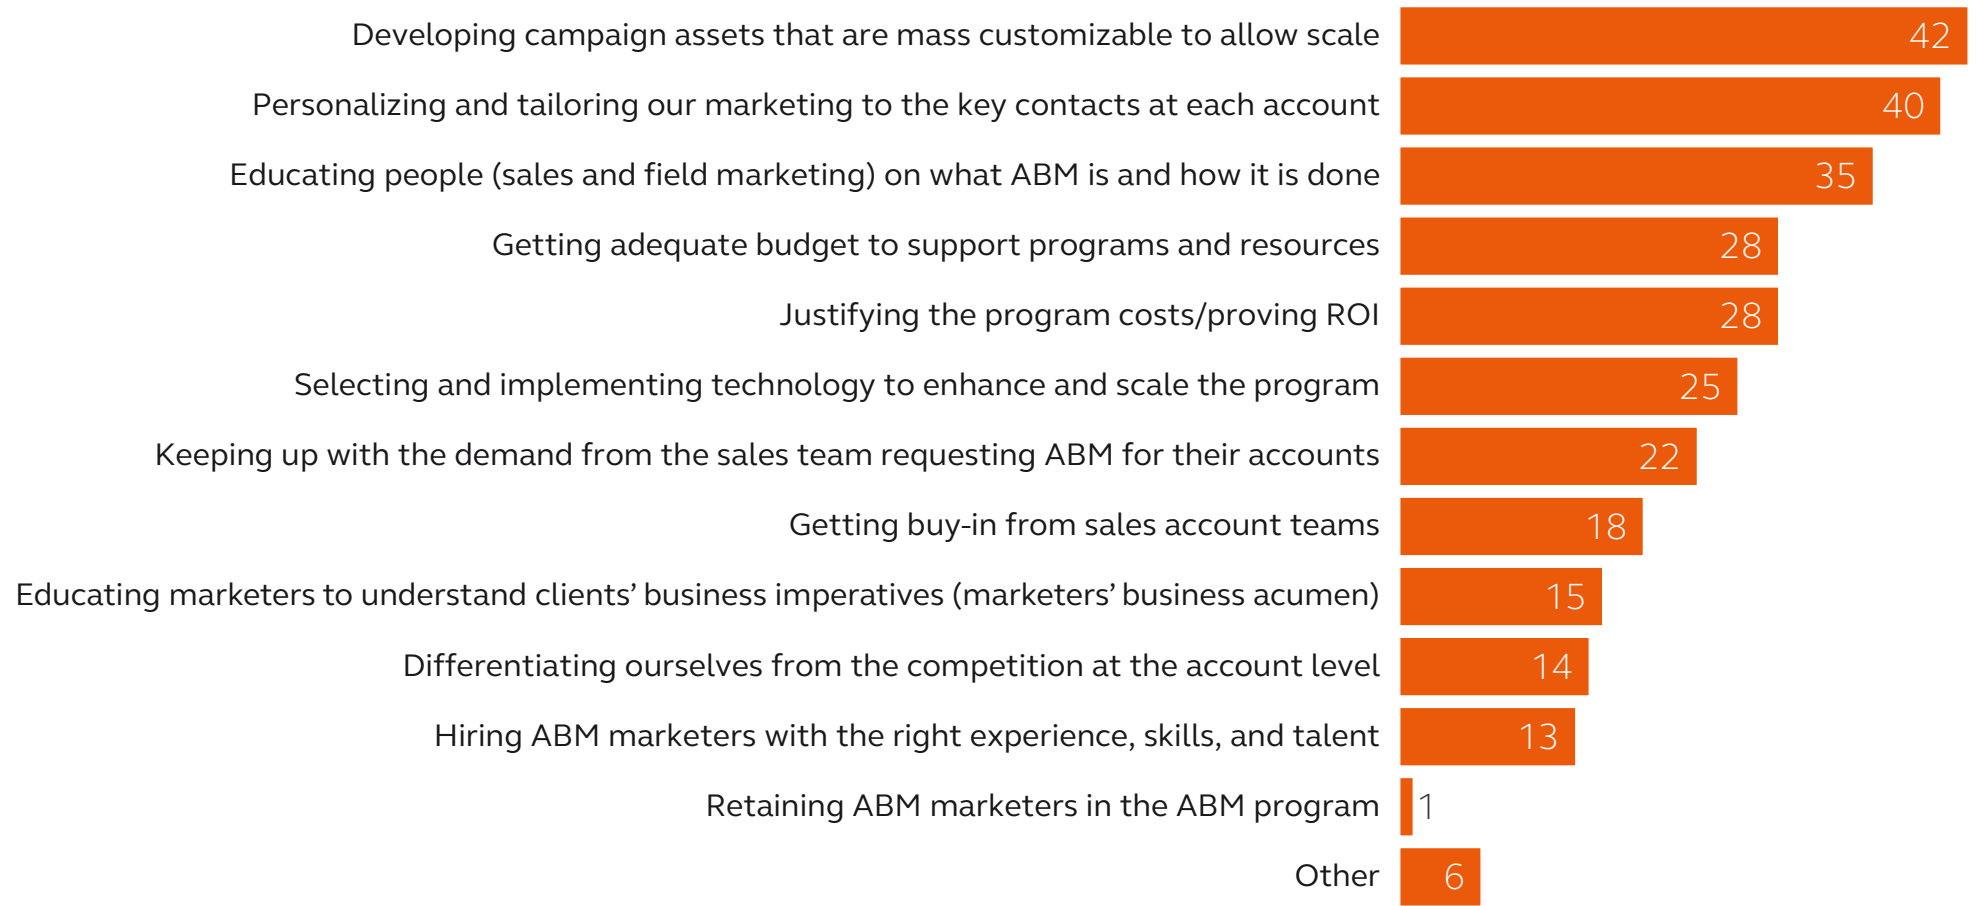 Developing campaign assets that are mass customizable to allow scale 42
Personalizing and tailoring our marketing to the key contacts at each account 40
Educating people (sales and field marketing) on what ABM is and how it is done 35
Getting adequate budget to support programs and resources 28
Justifying the program costs/proving ROI 28
Selecting and implementing technology to enhance and scale the program 25
Keeping up with the demand from the sales team requesting ABM for their accounts 22
Getting buy-in from sales account teams 18
Educating marketers to understand clients’ business imperatives (marketers’ business acumen) 15
Differentiating ourselves from the competition at the account level 14
Hiring ABM marketers with the right experience, skills, and talent 13
Retaining ABM marketers in the ABM program 1
Other 6